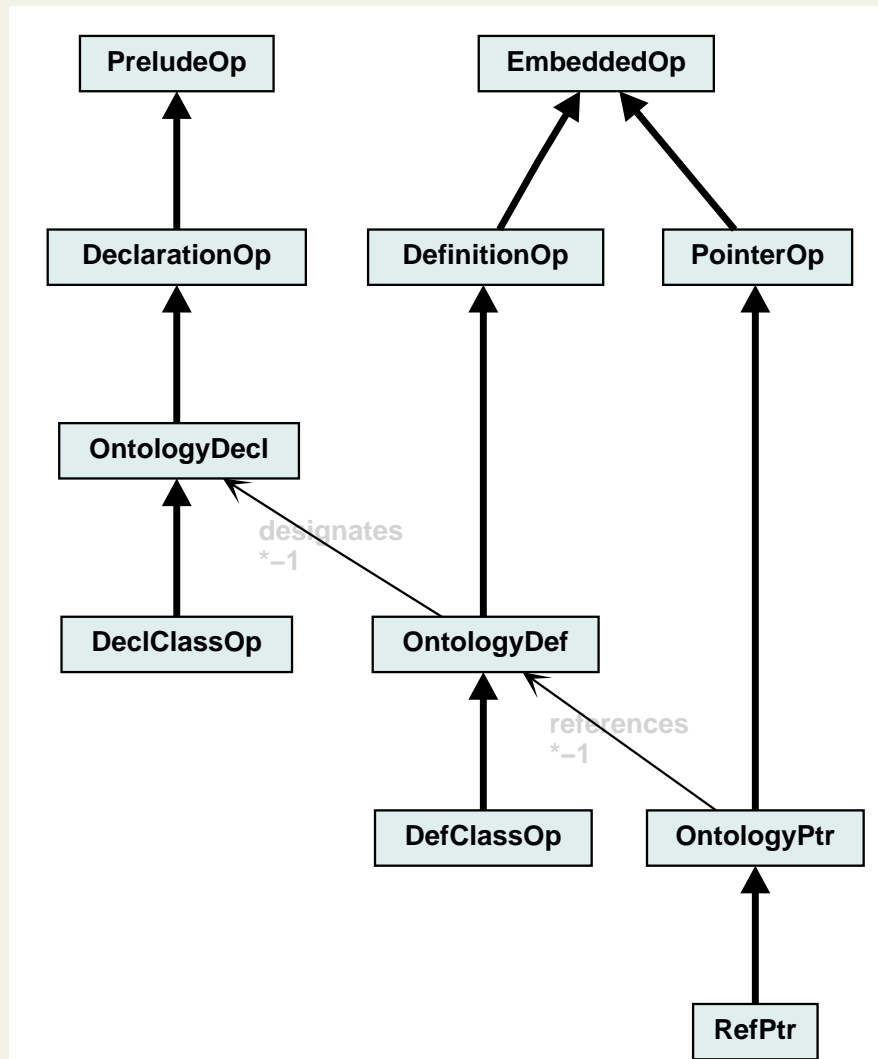 PreludeOp
EmbeddedOp
DeclarationOp
DefinitionOp
PointerOp
OntologyDecl
designates
*–1
DeclClassOp
OntologyDef
references
*–1
DefClassOp
OntologyPtr
RefPtr